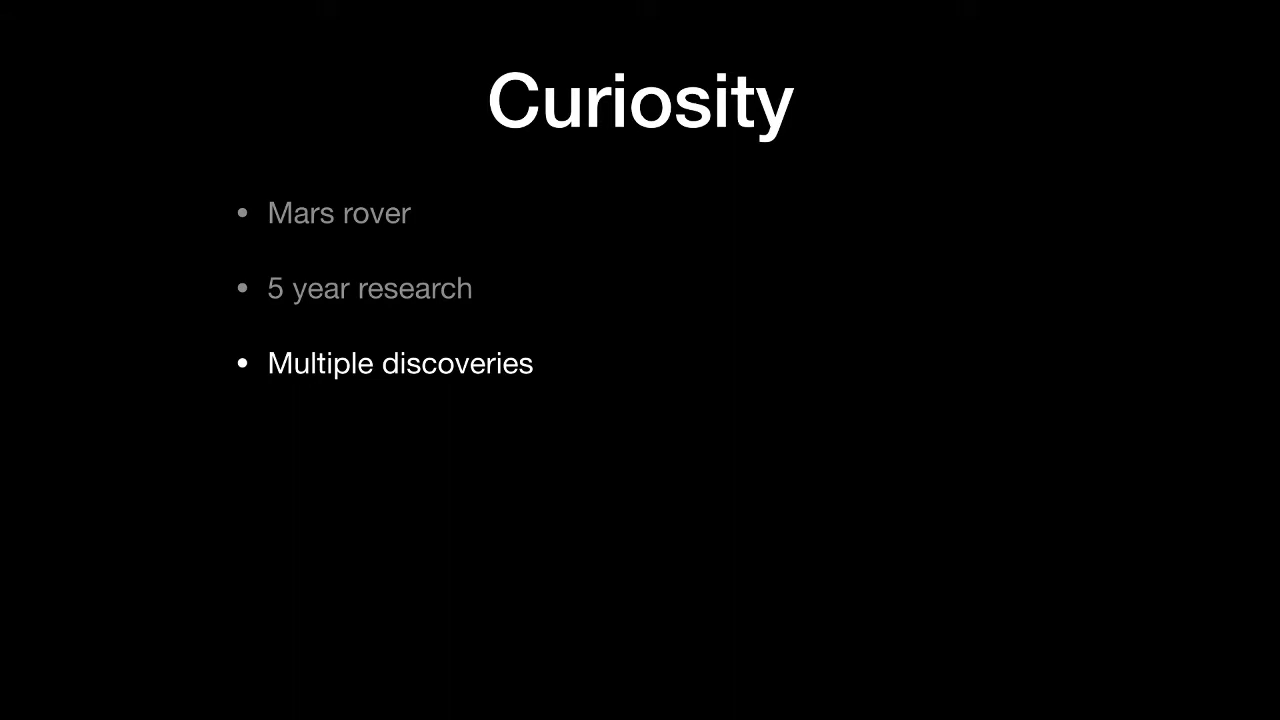 Curiosity
• Mars rover
• 5 year research
• Multiple discoveries